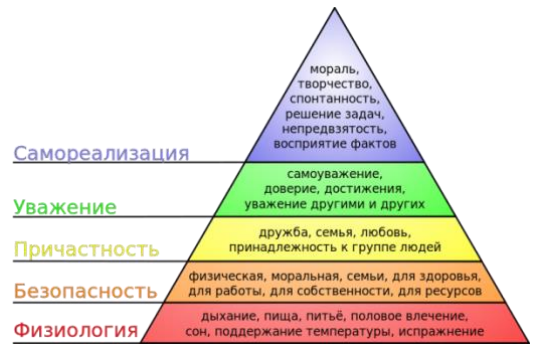 мораль,
творчество,
спонтанность,
решение задач,
непредвзятость,
восприятие фактов
Самореализация
самоуважение,
доверие, достижения,
уважение другими и других
Уважение
дружба, семья, любовь,
принадлежность к группе людей
Причастность
физическая, моральная, семьи, для здоровья,
для работы, для собственности, для ресурсов
Безопасность
дыхание, пища, питьё, половое влечение,
сон, поддержание температуры, испражнение
Физиология